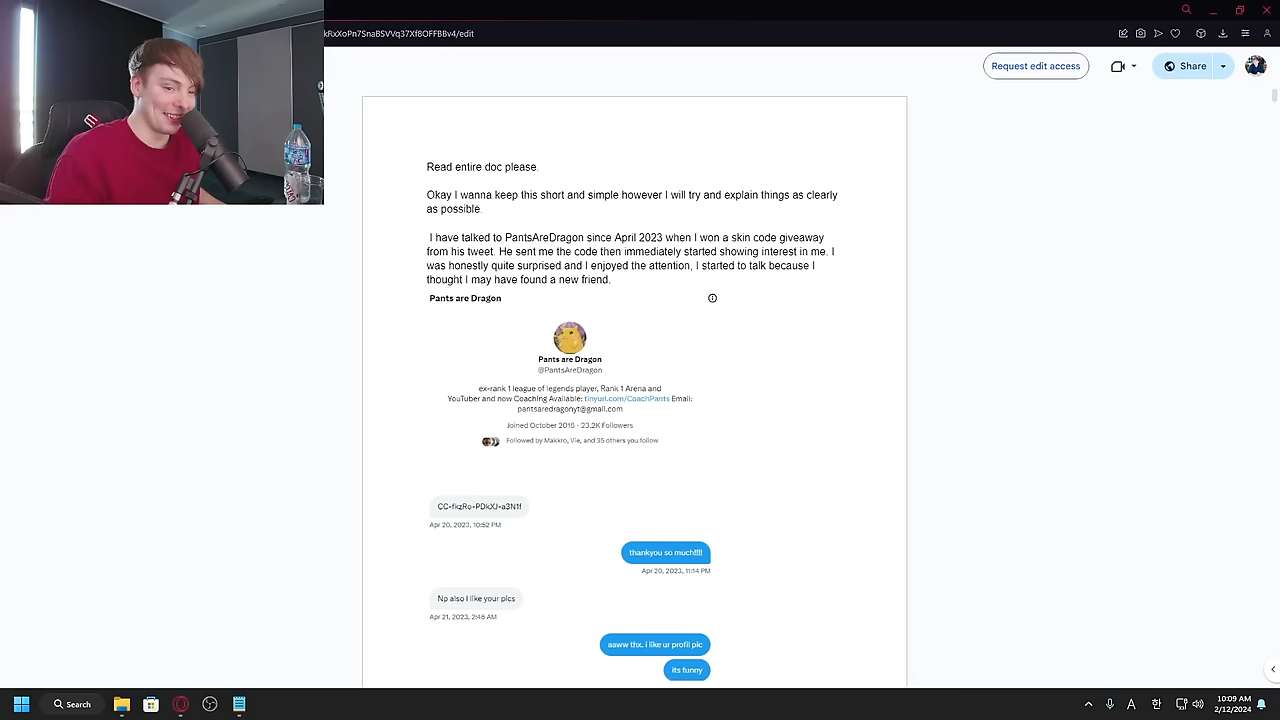 kRxXoPn7SnaBSVVq37Xf8OFFBBv4/edit
Request edit access
Share
Read entire doc please.
Okay I wanna keep this short and simple however I will try and explain things as clearly
as possible.
I have talked to PantsAreDragon since April 2023 when I won a skin code giveaway
from his tweet. He sent me the code then immediately started showing interest in me. I
was honestly quite surprised and I enjoyed the attention, I started to talk because I
thought I may have found a new friend.
Pants are Dragon
Pants are Dragon
@PantsAreDragon
ex-rank 1 league of legends player, Rank 1 Arena and
YouTuber and now Coaching Available: tinyurl.com/CoachPants Email:
pantsaredragonyt@gmail.com
Joined October 2016 · 23.2K Followers
Followed by Makkro, Vie, and 35 others you follow
CC-fkzRo-PDkXJ-a3N1f
Apr 20, 2023, 10:52 PM
thankyou so much!!!!!
Apr 20, 2023, 11:14 PM
Np also I like your pics
Apr 21, 2023, 2:46 AM
aaww thx, i like ur profil pic
its funny
Search
10:09 AM
2/12/2024